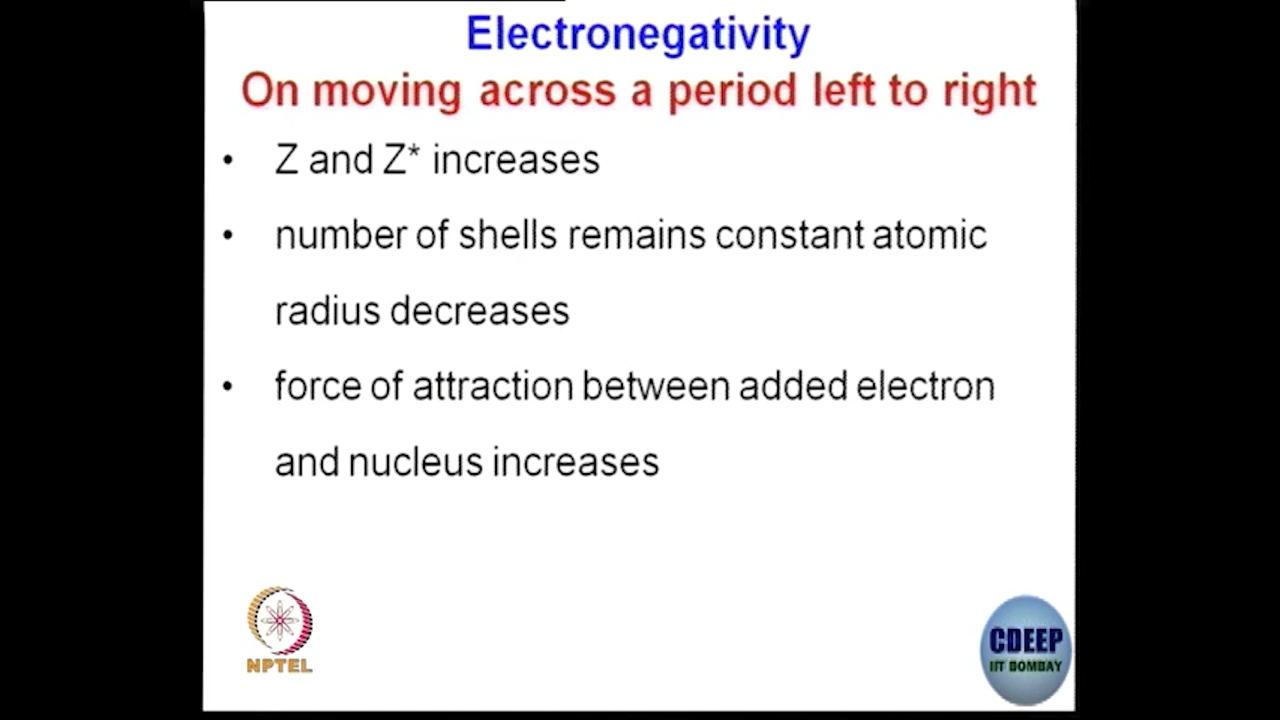 Electronegativity
On moving across a period left to right
• Z and Z* increases
• number of shells remains constant atomic
radius decreases
• force of attraction between added electron
and nucleus increases
NPTEL
CDEEP
IIT BOMBAY